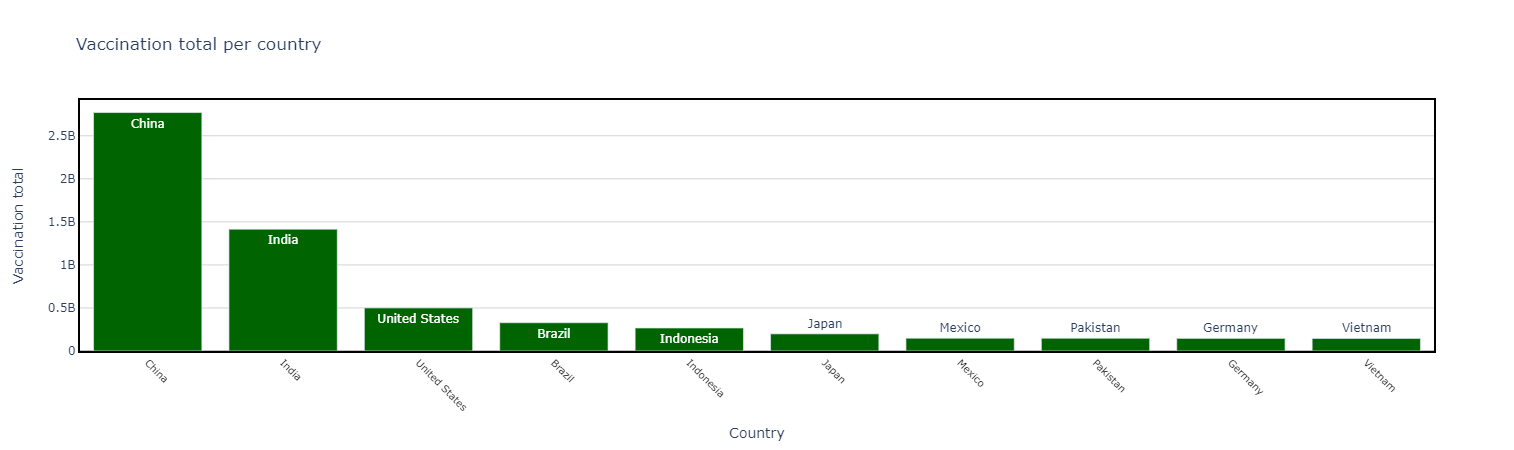 Vaccination total per country
Vaccination total
2.5B
2B
1.5B
1B
0.5B
0
China
India
United States
Brazil
Indonesia
Japan
Mexico
Pakistan
Germany
Vietnam
China
India
United States
Brazil
Indonesia
Japan
Mexico
Pakistan
Germany
Vietnam
Country